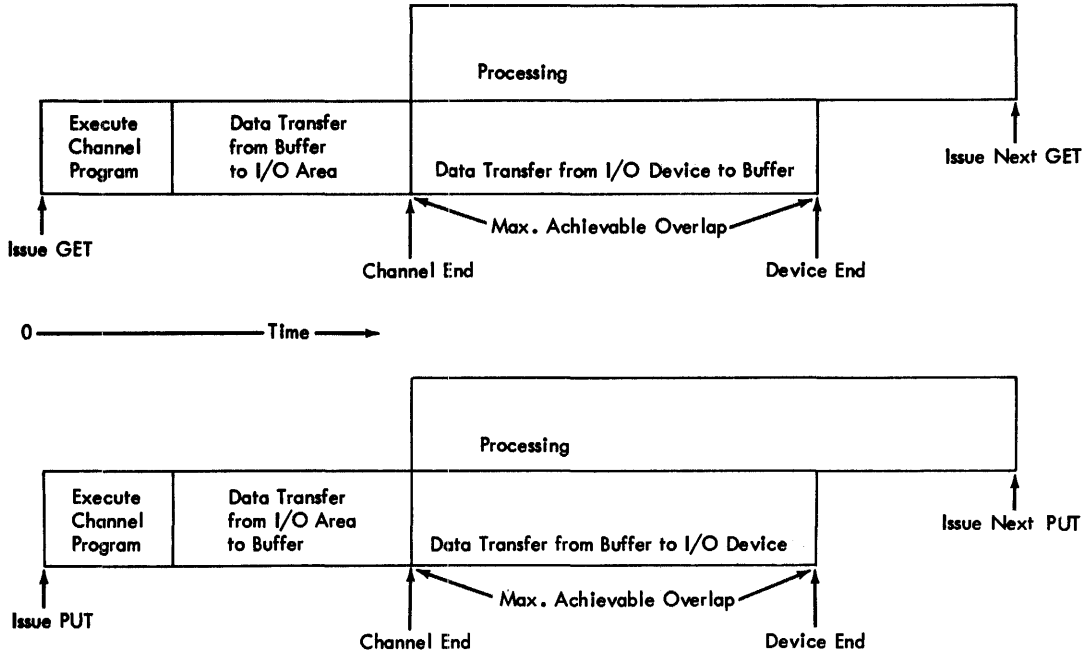 Processing
Execute
Channel
Program
Data Transfer
from Buffer
to I/O Area
Data Transfer from I/O Device to Buffer
Issue Next GET
Max. Achievable Overlap
Issue GET
Channel End
Device End
0
Time
Processing
Execute
Channel
Program
Data Transfer
from I/O Area
to Buffer
Data Transfer from Buffer to I/O Device
Issue Next PUT
Max. Achievable Overlap
Issue PUT
Channel End
Device End